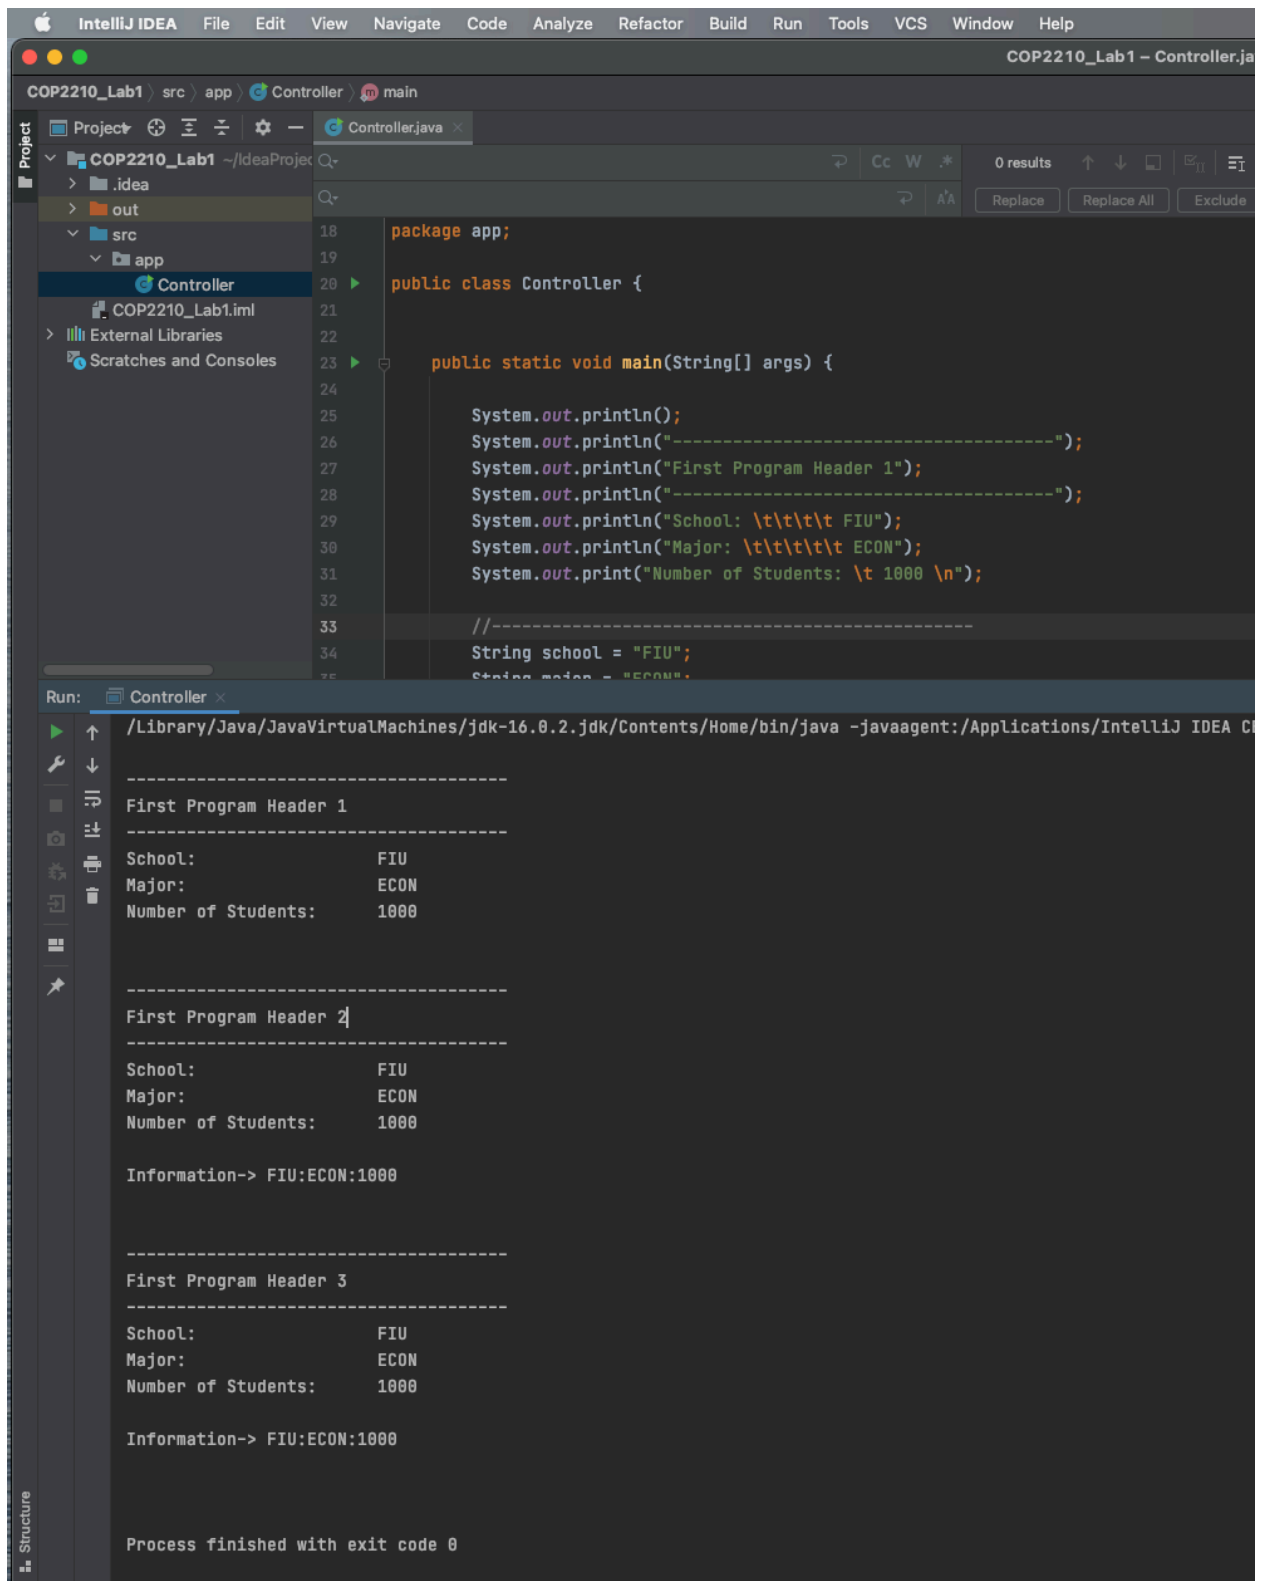 IntelliJ IDEA File Edit View Navigate Code Analyze Refactor Build Run Tools VCS Window Help
COP2210_Lab1 – Controller.ja
COP2210_Lab1 src app Controller main
Project
Project
Controller.java
COP2210_Lab1 ~/IdeaProjec
Cc W .* 0 results
.idea
out
Replace Replace All Exclude
src
app
Controller
COP2210_Lab1.iml
External Libraries
Scratches and Consoles
18 package app;
19
20 public class Controller {
21
22
23 public static void main(String[] args) {
24
25 System.out.println();
26 System.out.println("--------------------------------------");
27 System.out.println("First Program Header 1");
28 System.out.println("--------------------------------------");
29 System.out.println("School: \t\t\t\t FIU");
30 System.out.println("Major: \t\t\t\t\t ECON");
31 System.out.print("Number of Students: \t 1000 \n");
32
33 //------------------------------------------------
34 String school = "FIU";
35 String major = "ECON";
Run: Controller
/Library/Java/JavaVirtualMachines/jdk-16.0.2.jdk/Contents/Home/bin/java -javaagent:/Applications/IntelliJ IDEA CE
--------------------------------------
First Program Header 1
--------------------------------------
School: FIU
Major: ECON
Number of Students: 1000
--------------------------------------
First Program Header 2
--------------------------------------
School: FIU
Major: ECON
Number of Students: 1000
Information-> FIU:ECON:1000
--------------------------------------
First Program Header 3
--------------------------------------
School: FIU
Major: ECON
Number of Students: 1000
Information-> FIU:ECON:1000
Process finished with exit code 0
Structure